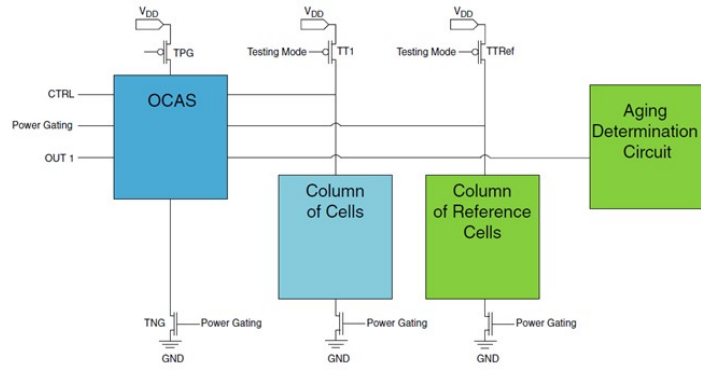 VDD VDD VDD
TPG Testing Mode TT1 Testing Mode TTRef
CTRL
OCAS
Power Gating
OUT 1
Aging
Determination
Circuit
Column
of Cells
Column
of Reference
Cells
TNG Power Gating Power Gating Power Gating
GND GND GND